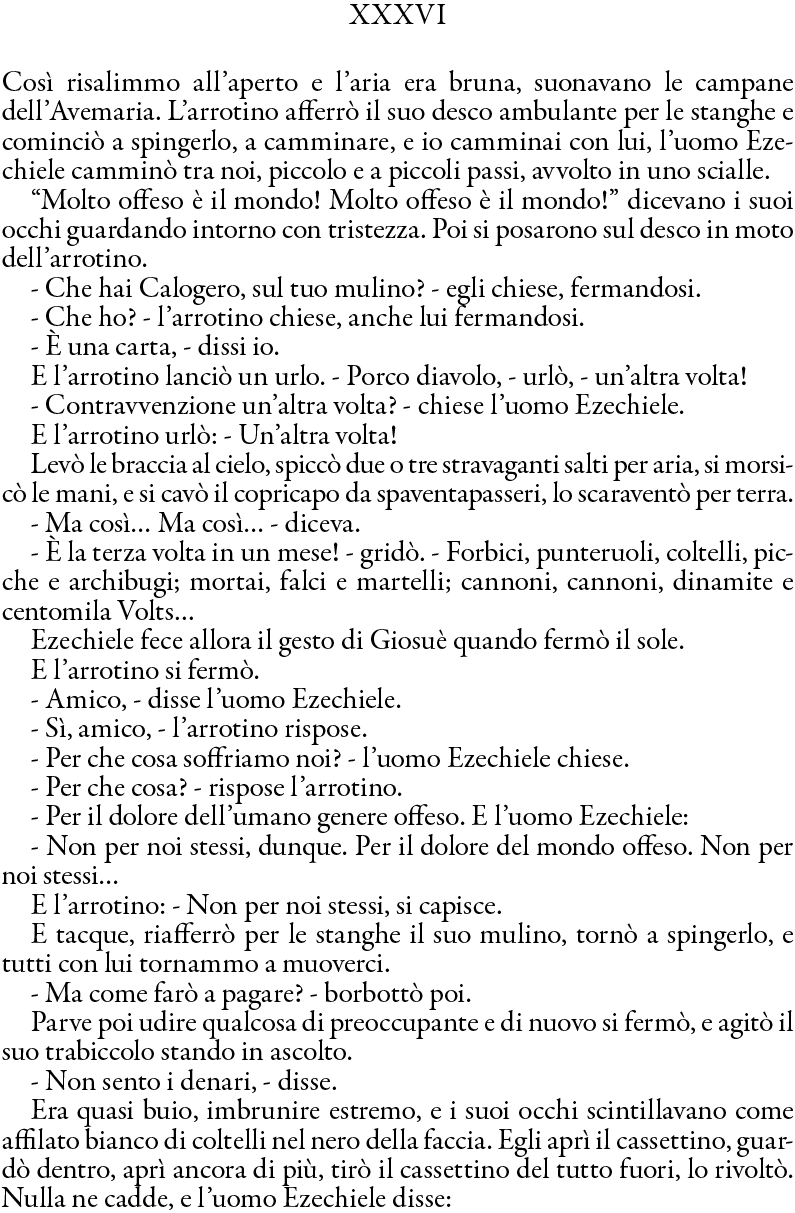 XXXVI
Così risalimmo all’aperto e l’aria era bruna, suonavano le campane
dell’Avemaria. L’arrotino afferrò il suo desco ambulante per le stanghe e
cominciò a spingerlo, a camminare, e io camminai con lui, l’uomo Eze-
chiele camminò tra noi, piccolo e a piccoli passi, avvolto in uno scialle.
“Molto offeso è il mondo! Molto offeso è il mondo!” dicevano i suoi
occhi guardando intorno con tristezza. Poi si posarono sul desco in moto
dell’arrotino.
- Che hai Calogero, sul tuo mulino? - egli chiese, fermandosi.
- Che ho? - l’arrotino chiese, anche lui fermandosi.
- È una carta, - dissi io.
E l’arrotino lanciò un urlo. - Porco diavolo, - urlò, - un’altra volta!
- Contravvenzione un’altra volta? - chiese l’uomo Ezechiele.
E l’arrotino urlò: - Un’altra volta!
Levò le braccia al cielo, spiccò due o tre stravaganti salti per aria, si morsi-
cò le mani, e si cavò il copricapo da spaventapasseri, lo scaraventò per terra.
- Ma così... Ma così... - diceva.
- È la terza volta in un mese! - gridò. - Forbici, punteruoli, coltelli, pic-
che e archibugi; mortai, falci e martelli; cannoni, cannoni, dinamite e
centomila Volts...
Ezechiele fece allora il gesto di Giosuè quando fermò il sole.
E l’arrotino si fermò.
- Amico, - disse l’uomo Ezechiele.
- Sì, amico, - l’arrotino rispose.
- Per che cosa soffriamo noi? - l’uomo Ezechiele chiese.
- Per che cosa? - rispose l’arrotino.
- Per il dolore dell’umano genere offeso. E l’uomo Ezechiele:
- Non per noi stessi, dunque. Per il dolore del mondo offeso. Non per
noi stessi...
E l’arrotino: - Non per noi stessi, si capisce.
E tacque, riafferrò per le stanghe il suo mulino, tornò a spingerlo, e
tutti con lui tornammo a muoverci.
- Ma come farò a pagare? - borbottò poi.
Parve poi udire qualcosa di preoccupante e di nuovo si fermò, e agitò il
suo trabiccolo stando in ascolto.
- Non sento i denari, - disse.
Era quasi buio, imbrunire estremo, e i suoi occhi scintillavano come
affilato bianco di coltelli nel nero della faccia. Egli aprì il cassettino, guar-
dò dentro, aprì ancora di più, tirò il cassettino del tutto fuori, lo rivoltò.
Nulla ne cadde, e l’uomo Ezechiele disse: